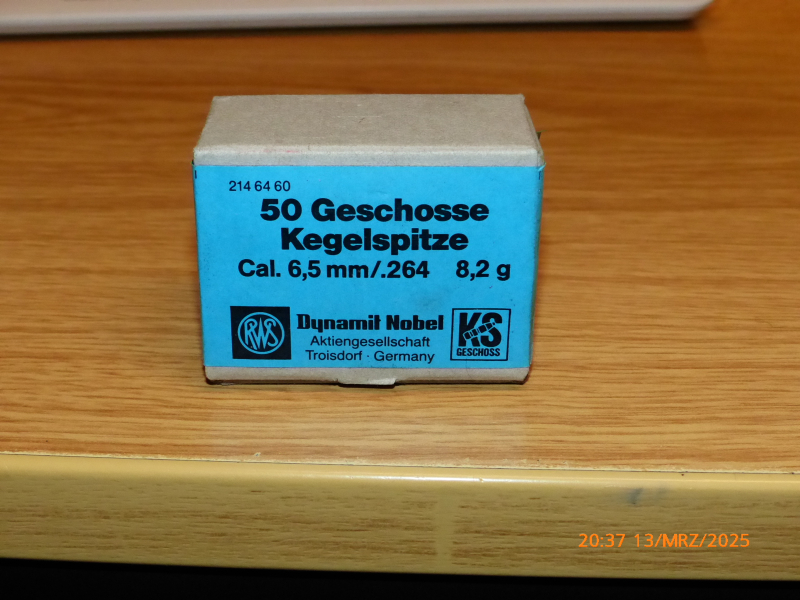 214 64 60
50 Geschosse
Kegelspitze
Cal. 6,5 mm/.264 8,2 g
RWS
Dynamit Nobel
Aktiengesellschaft
Troisdorf · Germany
KS
GESCHOSS
20:37 13/MRZ/2025